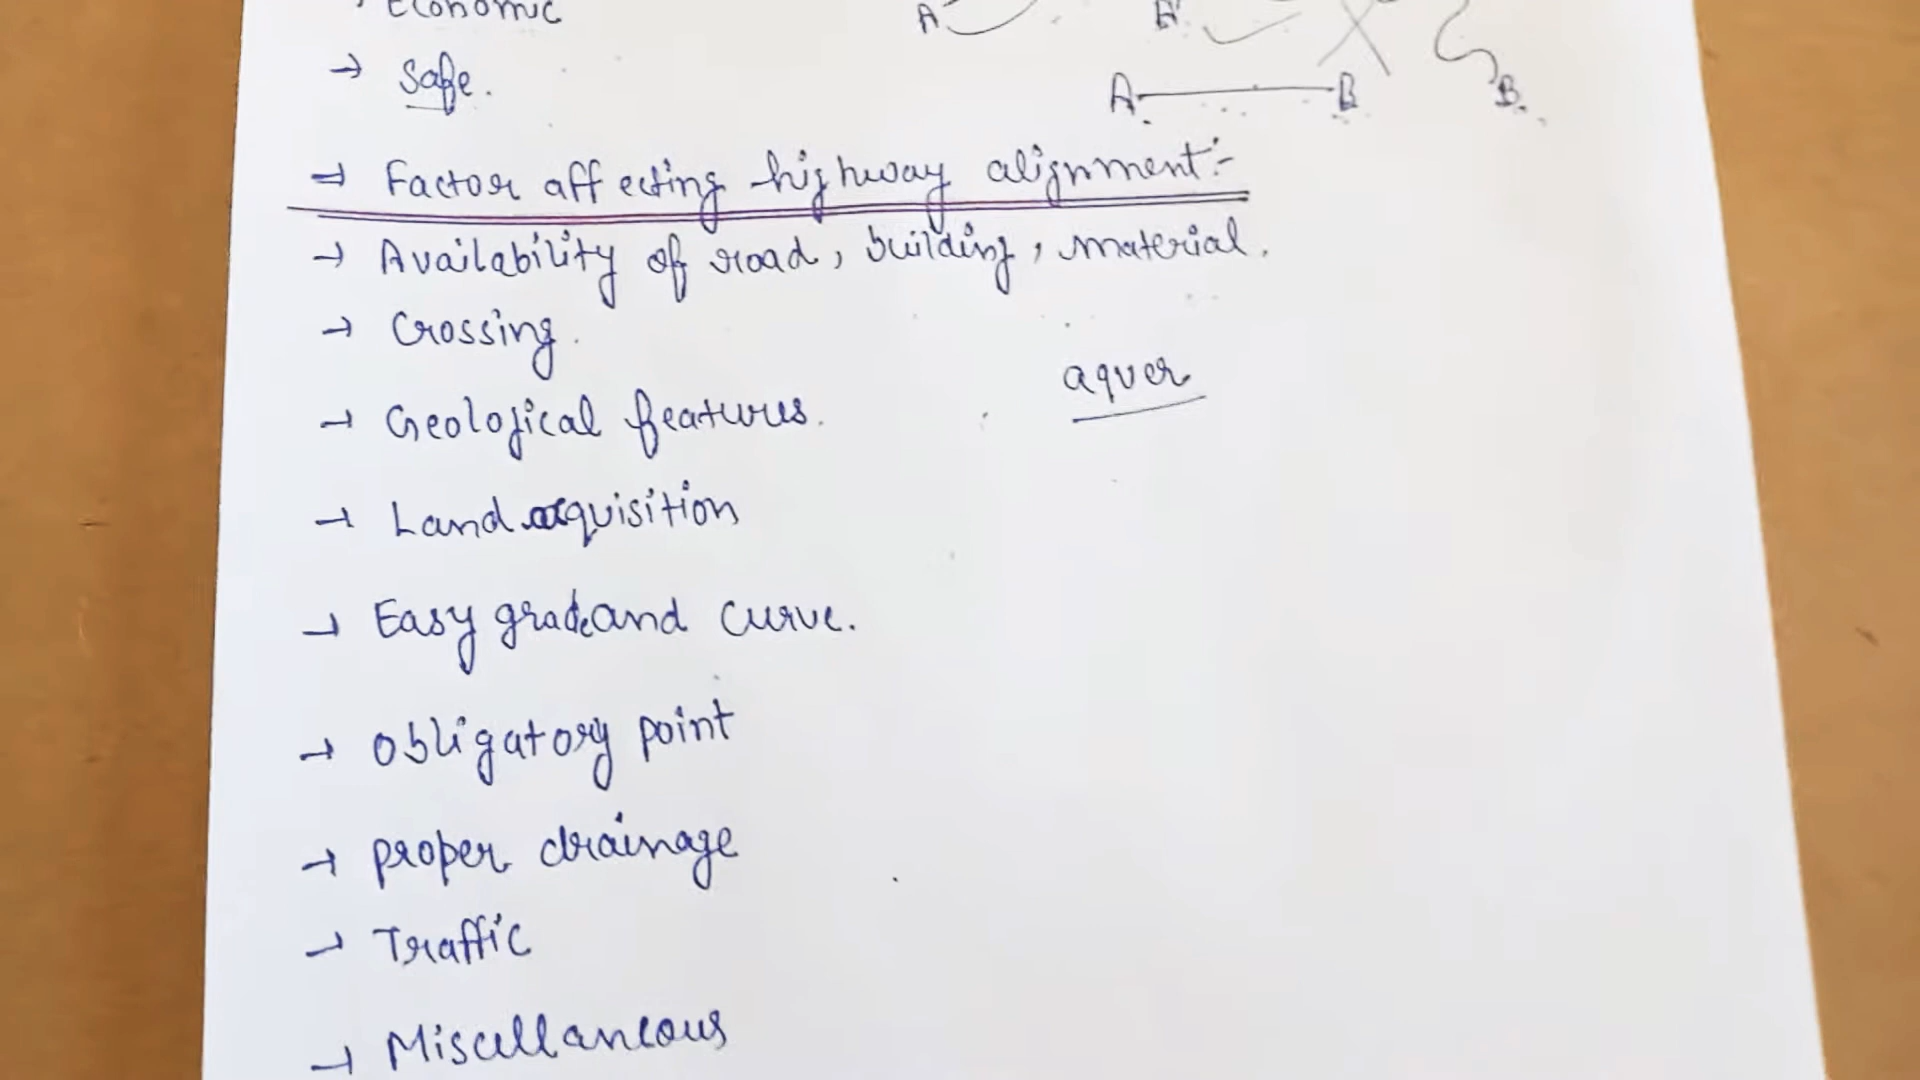 Economic
A A
→ Safe.
A B B.
→ Factor affecting highway alignment:-
→ Availability of road, building, material.
→ Crossing.
aquer
→ Geological features.
→ Land acquisition
→ Easy grade and curve.
→ Obligatory point
→ proper drainage
→ Traffic
→ Miscellaneous